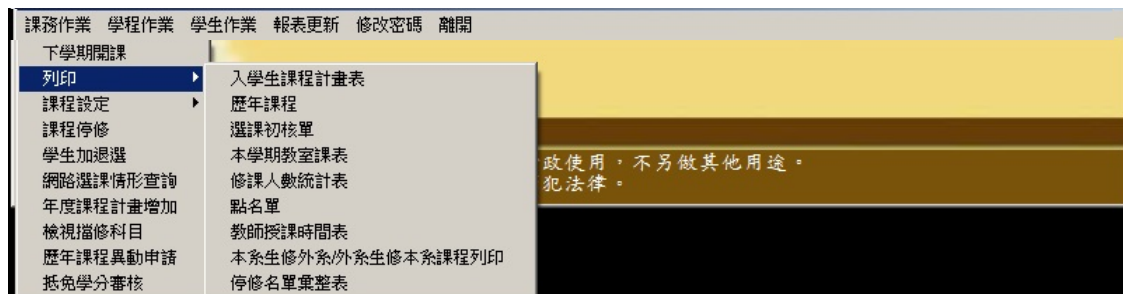 課務作業 學程作業 學生作業 報表更新 修改密碼 離開
下學期開課
列印
課程設定
課程停修
學生加退選
網路選課情形查詢
年度課程計畫增加
檢視擋修科目
歷年課程異動申請
抵免學分審核
入學生課程計畫表
歷年課程
選課初核單
本學期教室課表
修課人數統計表
點名單
教師授課時間表
本系生修外系/外系生修本系課程列印
停修名單彙整表
政使用，不另做其他用途。
犯法律。